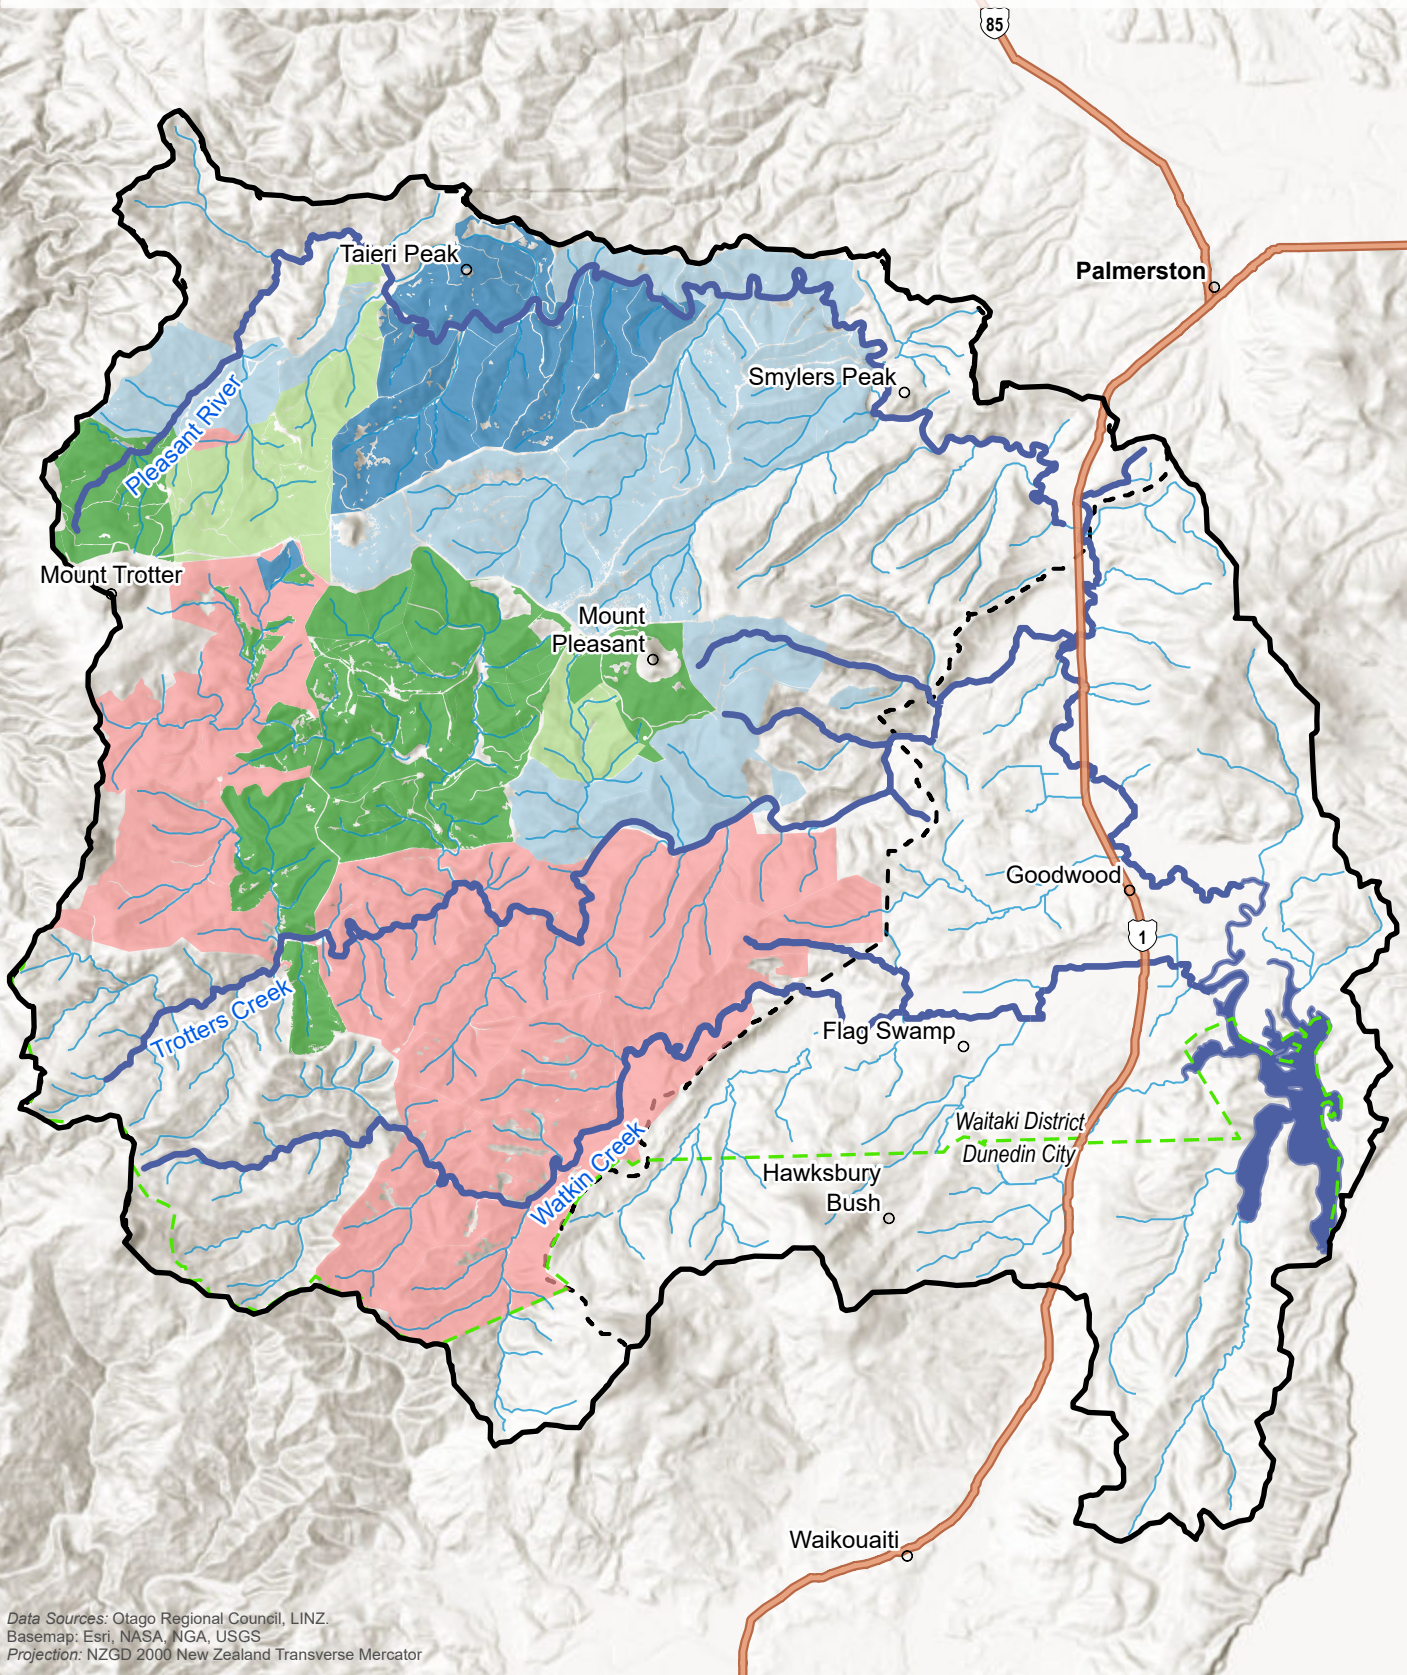 85
Taieri Peak
Palmerston
Smylers Peak
Pleasant River
Mount Trotter
Mount
Pleasant
Goodwood
1
Trotters Creek
Flag Swamp
Waitaki District
Dunedin City
Watkin Creek
Hawksbury
Bush
Waikouaiti
Data Sources: Otago Regional Council, LINZ.
Basemap: Esri, NASA, NGA, USGS
Projection: NZGD 2000 New Zealand Transverse Mercator